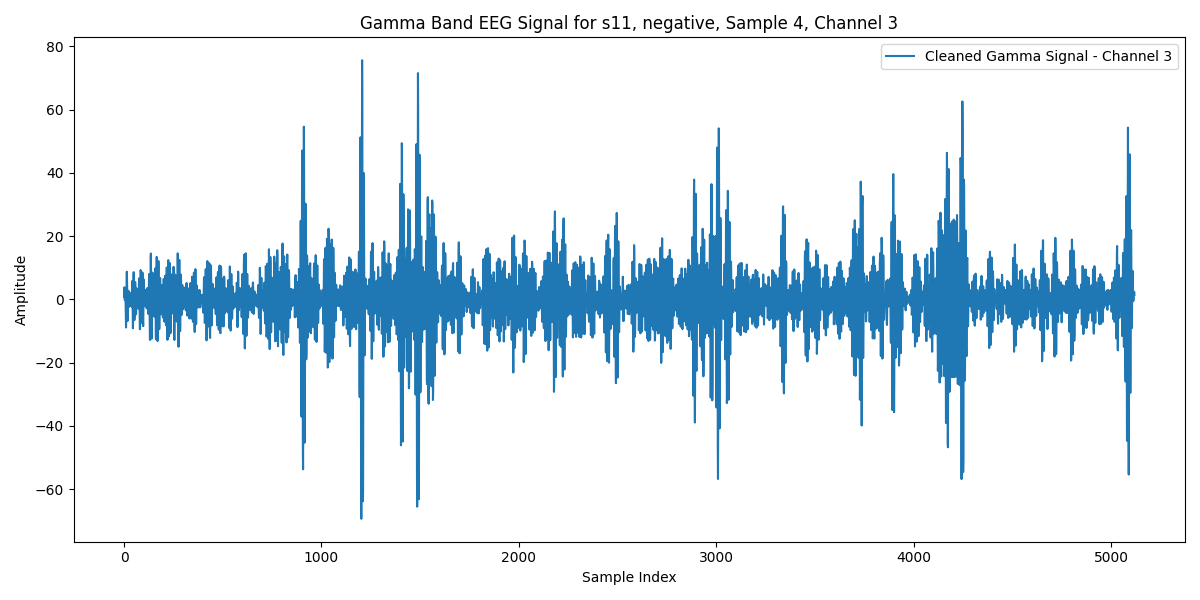 Gamma Band EEG Signal for s11, negative, Sample 4, Channel 3
Cleaned Gamma Signal - Channel 3
80
60
40
20
0
−20
−40
−60
Amplitude
0 1000 2000 3000 4000 5000
Sample Index